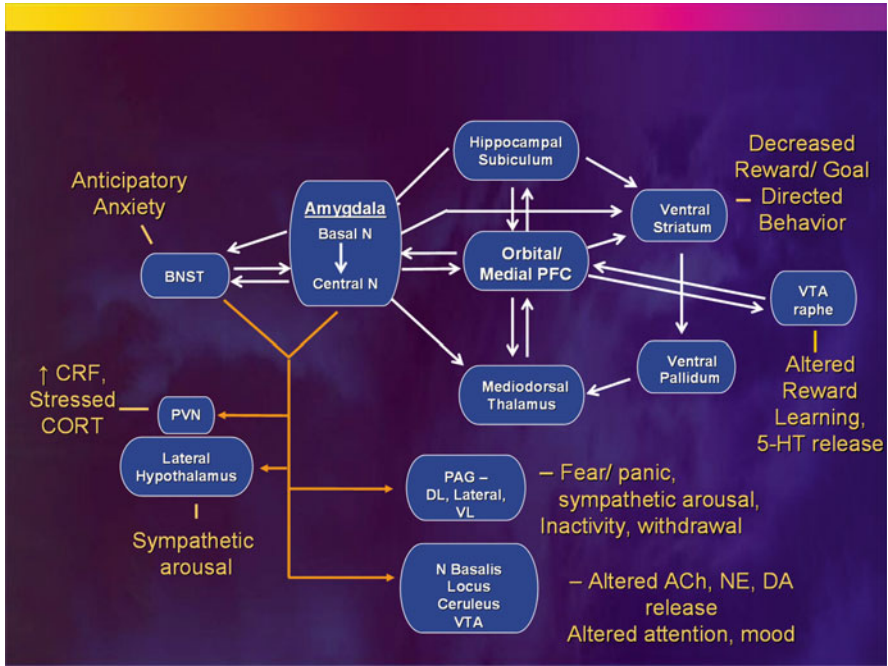 Hippocampal
Subiculum
Decreased
Reward/ Goal
– Directed
Behavior
Anticipatory
Anxiety
Amygdala
Basal N
Central N
Ventral
Striatum
BNST
Orbital/
Medial PFC
VTA
raphe
↑ CRF,
Stressed
CORT
PVN
Lateral
Hypothalamus
Sympathetic
arousal
Mediodorsal
Thalamus
Ventral
Pallidum
Altered
Reward
Learning,
5-HT release
PAG –
DL, Lateral,
VL
– Fear/ panic,
sympathetic arousal,
Inactivity, withdrawal
N Basalis
Locus
Ceruleus
VTA
– Altered ACh, NE, DA
release
Altered attention, mood